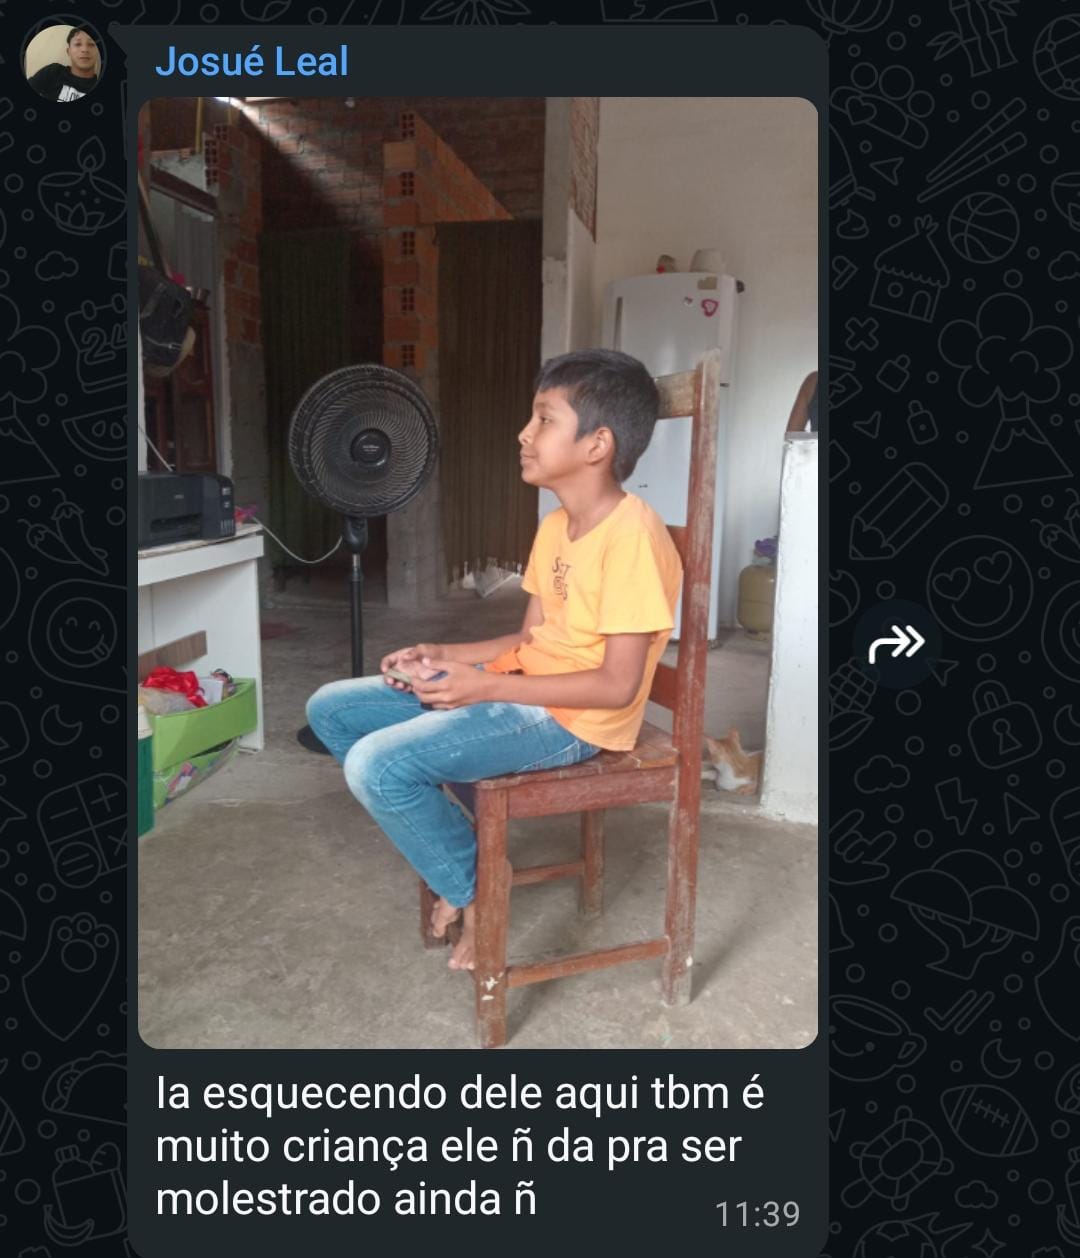 Josué Leal
Ia esquecendo dele aqui tbm é
muito criança ele ñ da pra ser
molestrado ainda ñ
11:39